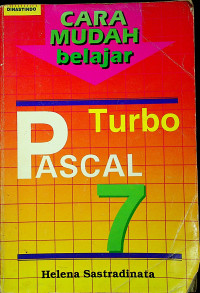 DINASTINDO
CARA
MUDAH
belajar
Turbo
PASCAL
7
Helena Sastradinata